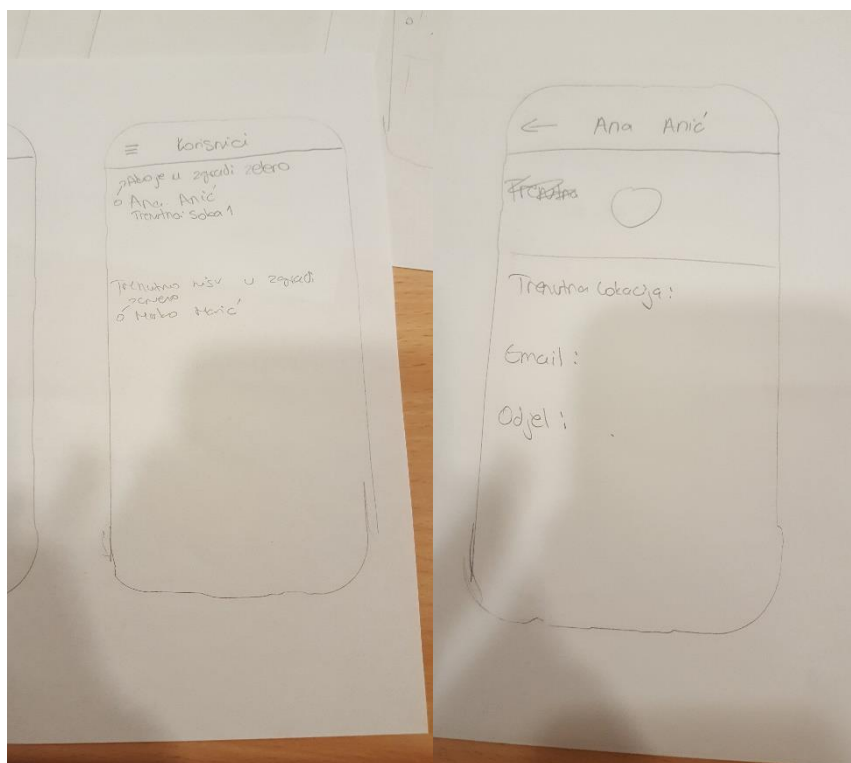 Korisnici
Ako je u zgradi zeleno
Ana Anić
Trenutno: Soba 1
Trenutno nisu u zgradi
crveno
Marko Marić
← Ana Anić
Trenutna lokacija:
Email:
Odjel: